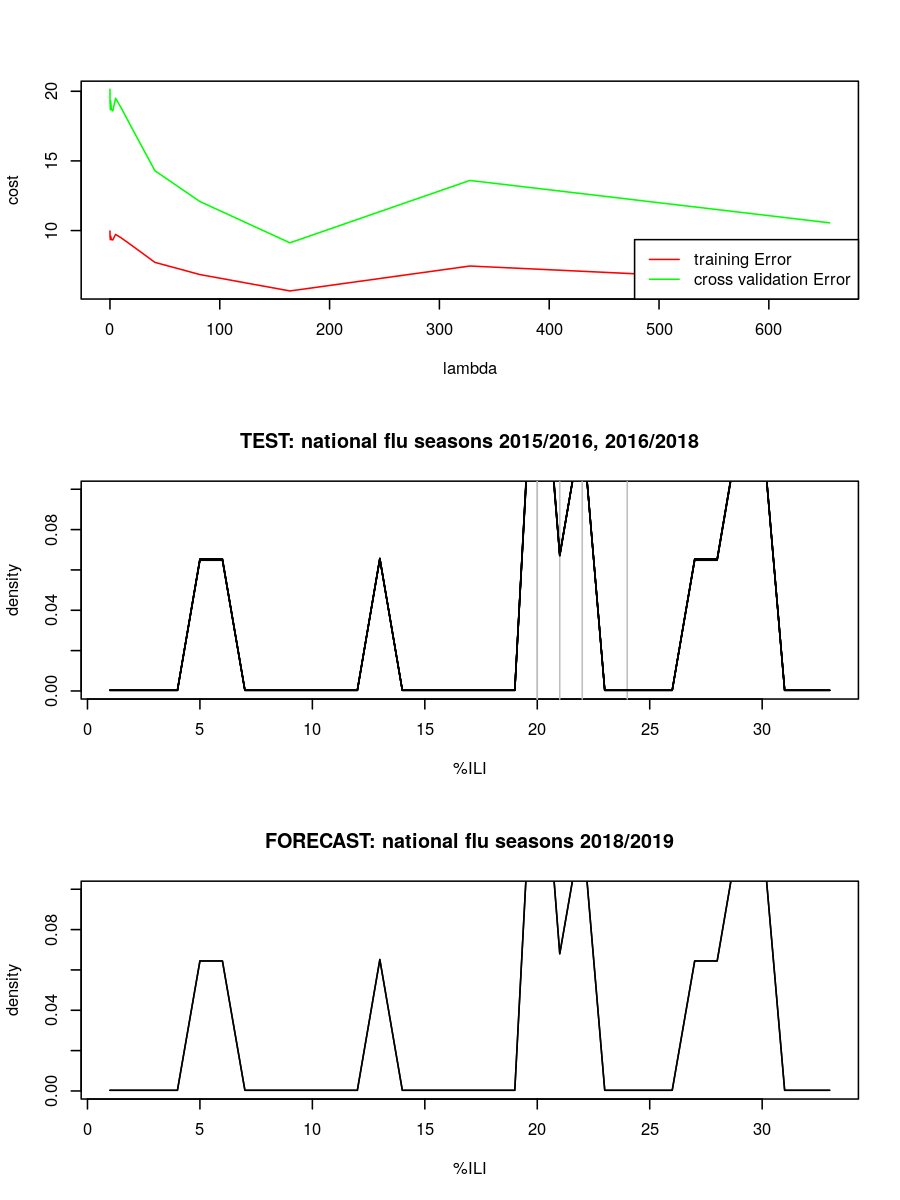 20
15
10
cost
training Error
cross validation Error
0 100 200 300 400 500 600
lambda
TEST: national flu seasons 2015/2016, 2016/2018
0.08
0.04
0.00
density
0 5 10 15 20 25 30
%ILI
FORECAST: national flu seasons 2018/2019
0.08
0.04
0.00
density
0 5 10 15 20 25 30
%ILI